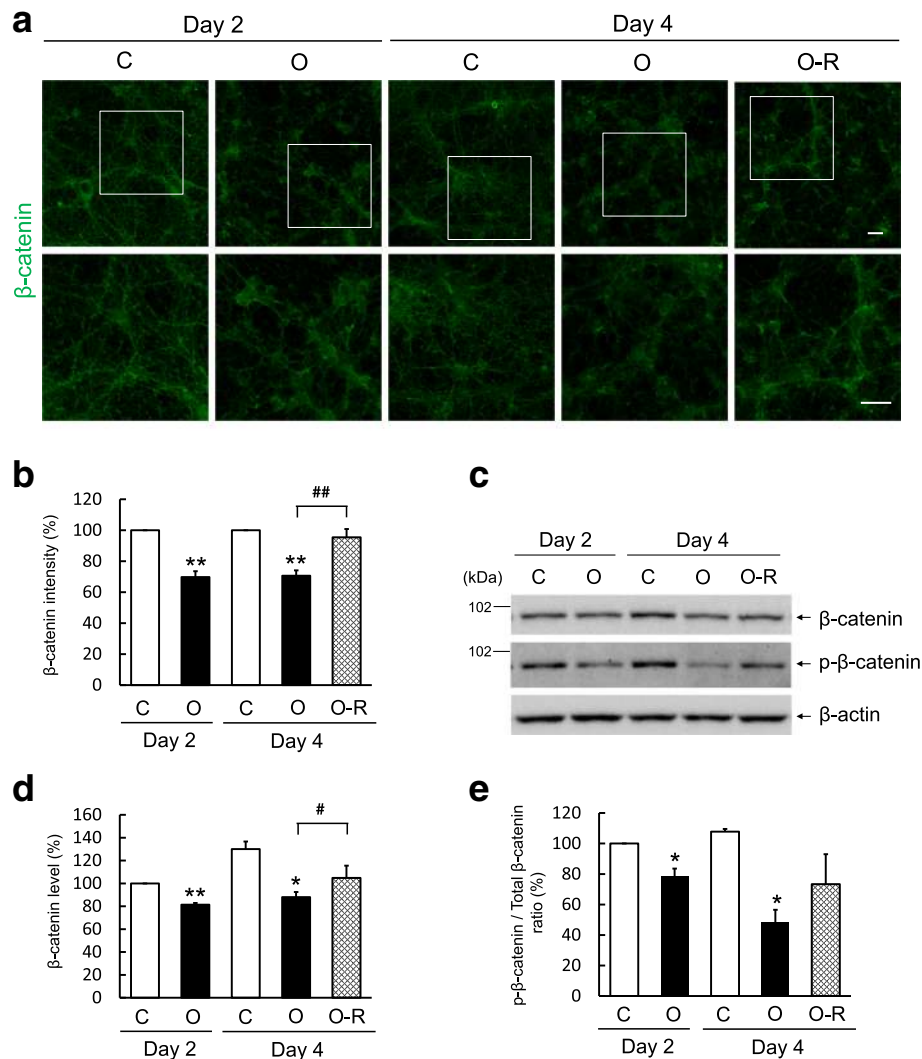 a
Day 2 Day 4
C O C O O-R
β-catenin
b
β-catenin intensity (%)
120
100
80
60
40
20
0
** ** ##
C O C O O-R
Day 2 Day 4
c
Day 2 Day 4
(kDa) C O C O O-R
102 β-catenin
102 p-β-catenin
β-actin
d
β-catenin level (%)
160
140
120
100
80
60
40
20
0
** * #
C O C O O-R
Day 2 Day 4
e
p-β-catenin / Total β-catenin
ratio (%)
120
100
80
60
40
20
0
* *
C O C O O-R
Day 2 Day 4